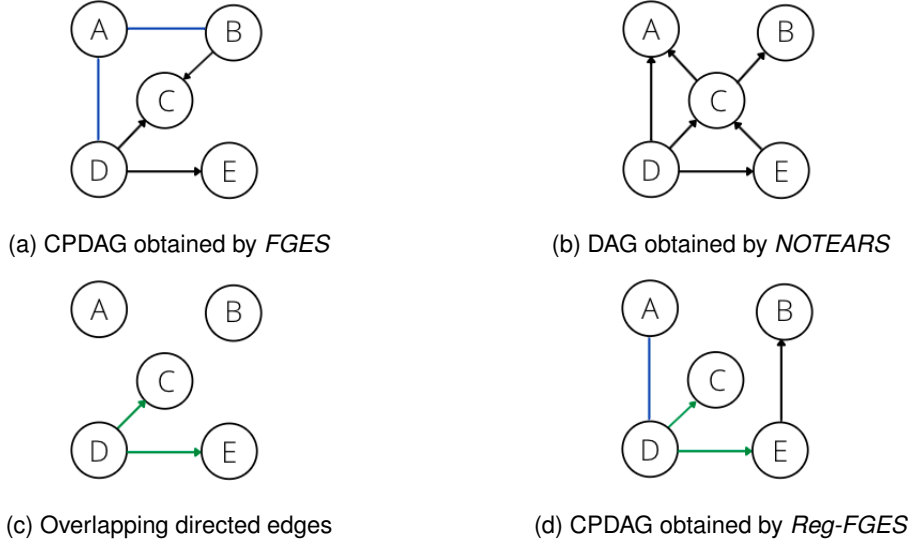 A B
C
D E
(a) CPDAG obtained by FGES
A B
C
D E
(b) DAG obtained by NOTEARS
A B
C
D E
(c) Overlapping directed edges
A B
C
D E
(d) CPDAG obtained by Reg-FGES